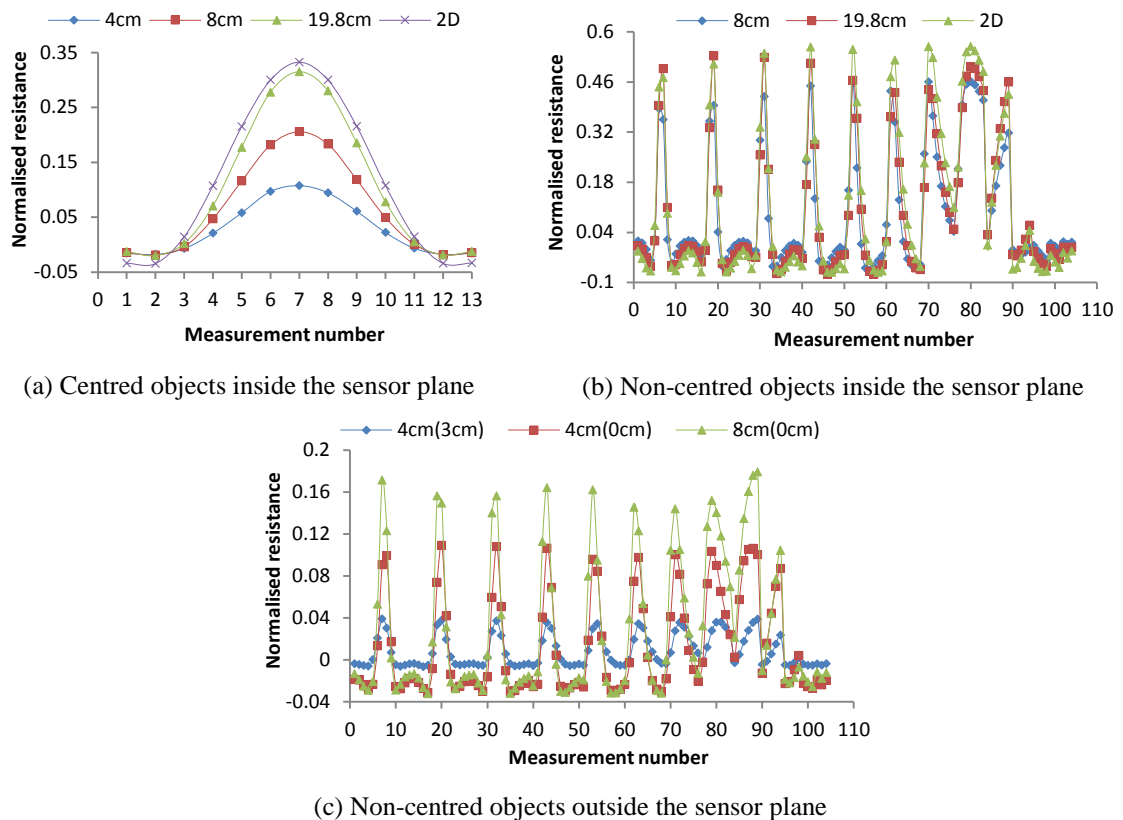 4cm 8cm 19.8cm 2D
0.35
0.25
0.15
0.05
-0.05
Normalised resistance
0 1 2 3 4 5 6 7 8 9 10 11 12 13
Measurement number
(a) Centred objects inside the sensor plane
8cm 19.8cm 2D
0.6
0.46
0.32
0.18
0.04
-0.1
Normalised resistance
0 10 20 30 40 50 60 70 80 90 100 110
Measurement number
(b) Non-centred objects inside the sensor plane
4cm(3cm) 4cm(0cm) 8cm(0cm)
0.2
0.16
0.12
0.08
0.04
0
-0.04
Normalised resistance
0 10 20 30 40 50 60 70 80 90 100 110
Measurement number
(c) Non-centred objects outside the sensor plane